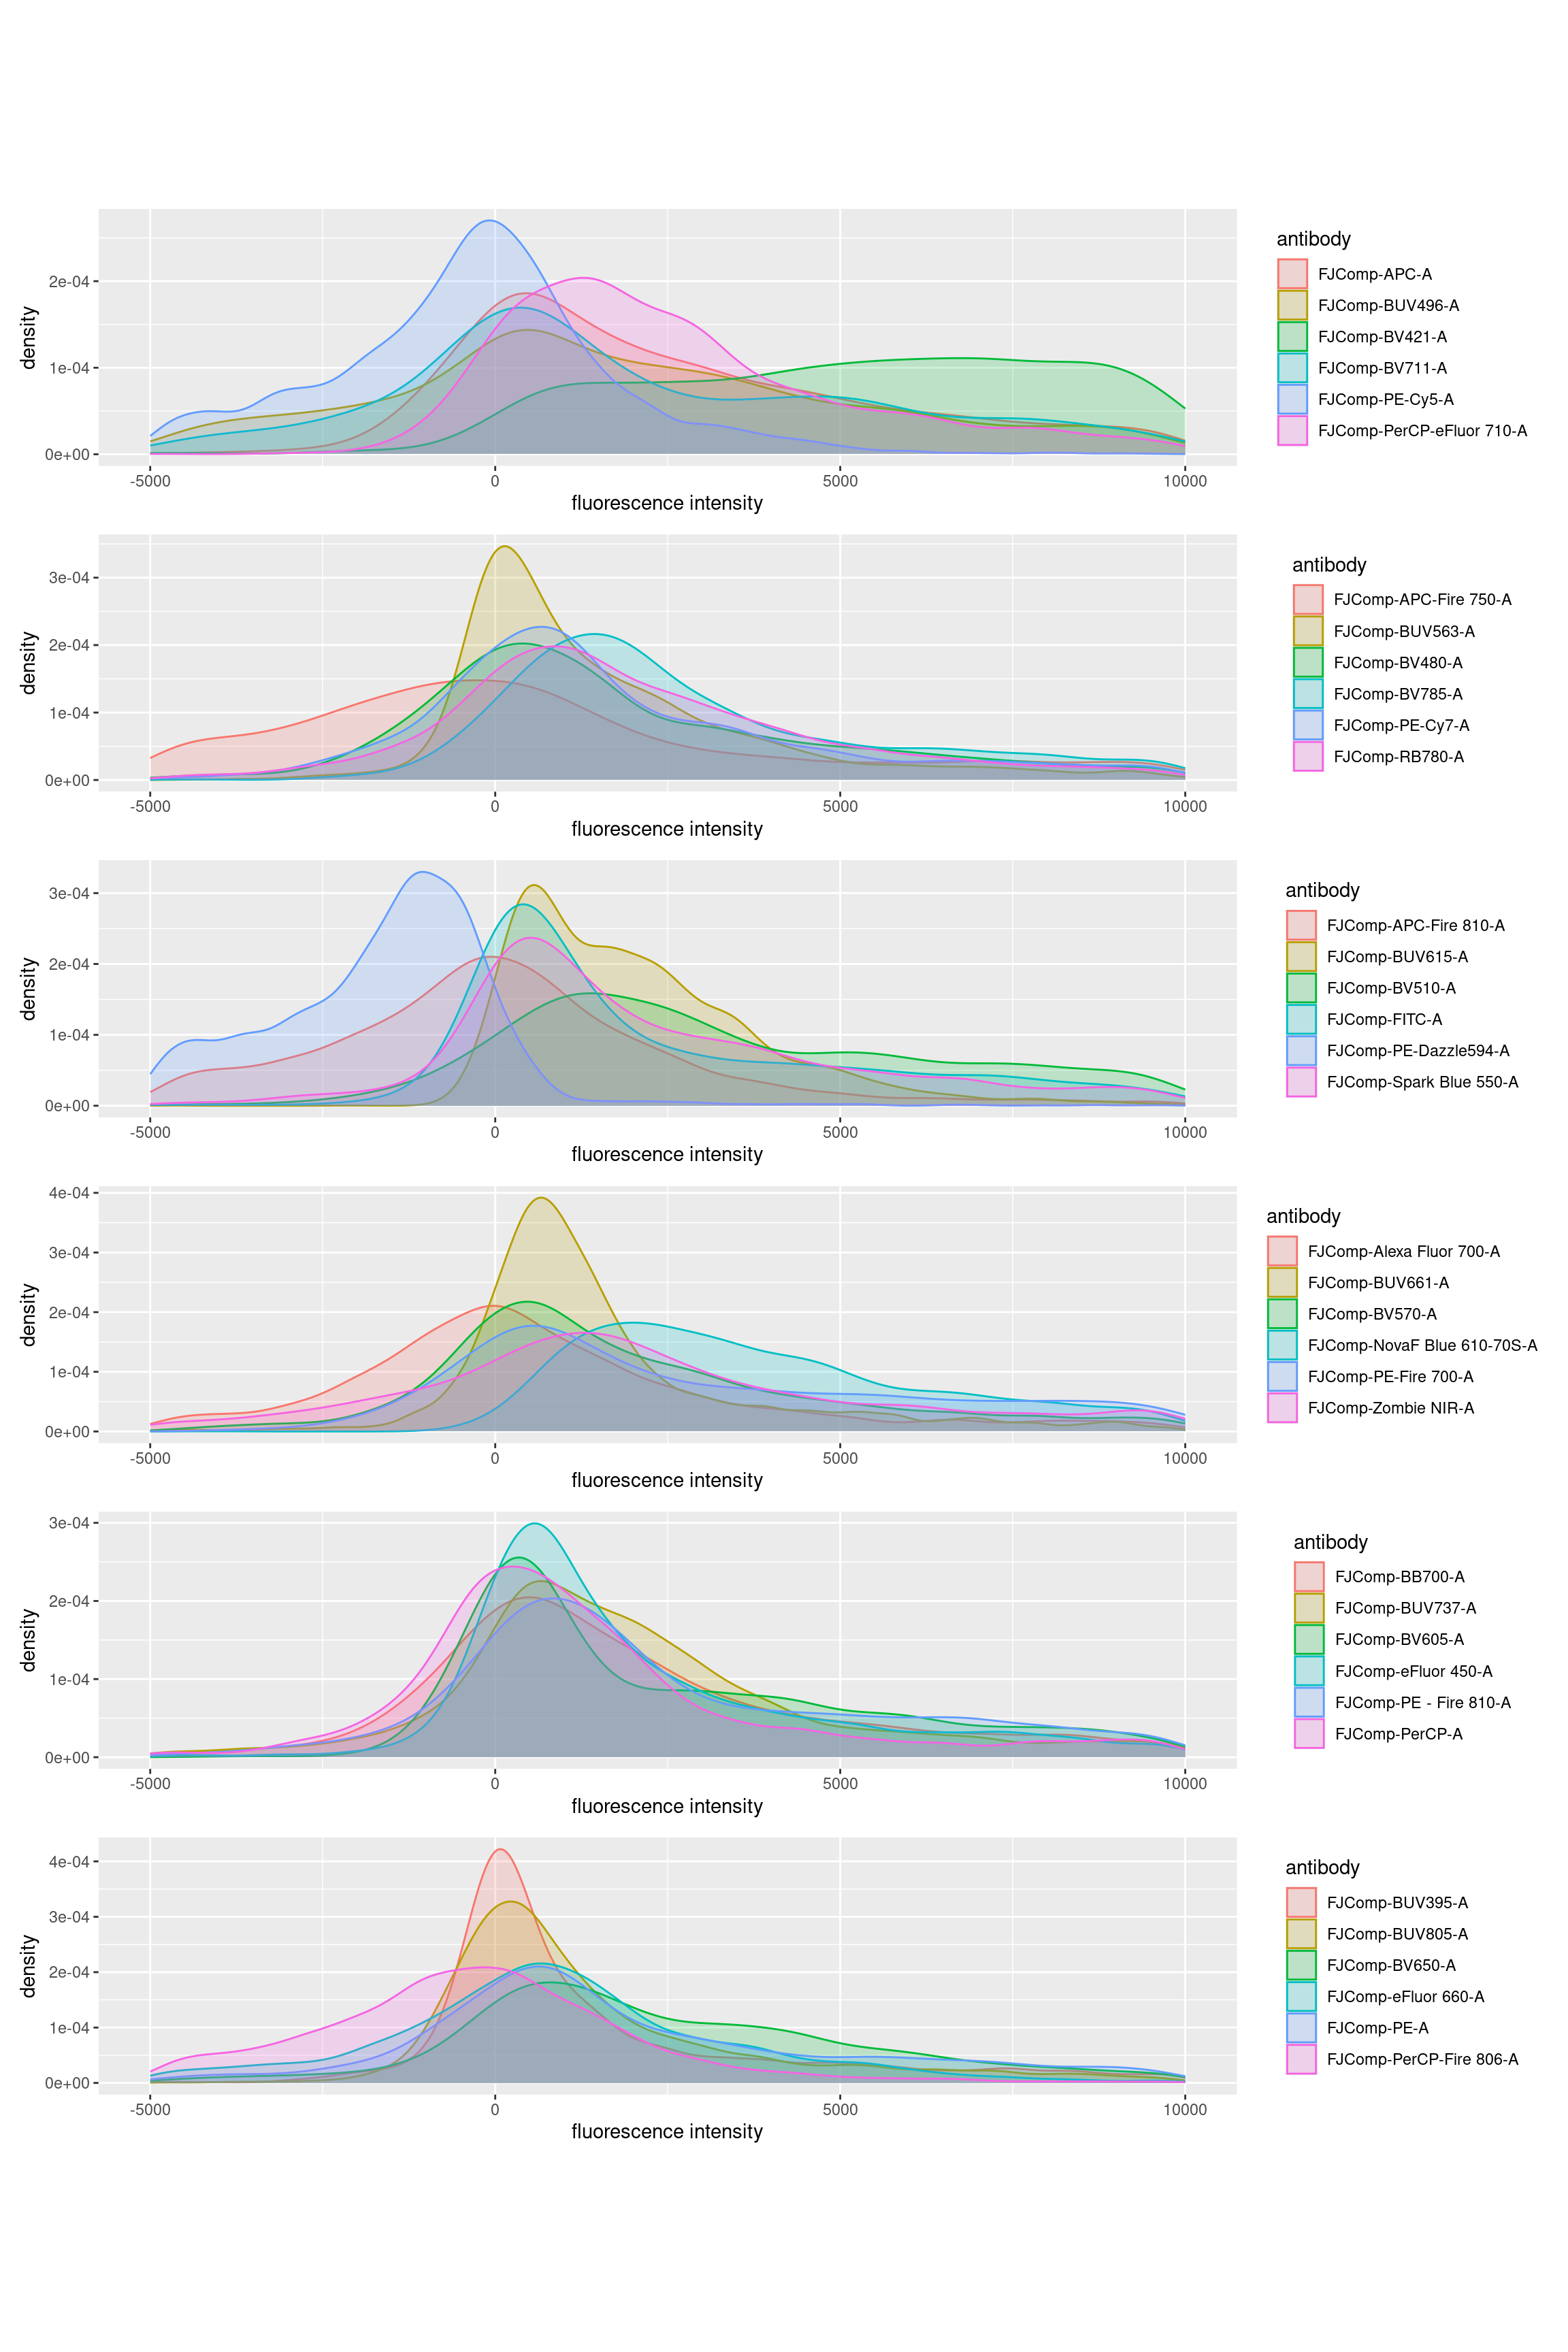 density
2e-04
1e-04
0e+00
-5000 0 5000 10000
fluorescence intensity
antibody
FJComp-APC-A
FJComp-BUV496-A
FJComp-BV421-A
FJComp-BV711-A
FJComp-PE-Cy5-A
FJComp-PerCP-eFluor 710-A
density
3e-04
2e-04
1e-04
0e+00
-5000 0 5000 10000
fluorescence intensity
antibody
FJComp-APC-Fire 750-A
FJComp-BUV563-A
FJComp-BV480-A
FJComp-BV785-A
FJComp-PE-Cy7-A
FJComp-RB780-A
density
3e-04
2e-04
1e-04
0e+00
-5000 0 5000 10000
fluorescence intensity
antibody
FJComp-APC-Fire 810-A
FJComp-BUV615-A
FJComp-BV510-A
FJComp-FITC-A
FJComp-PE-Dazzle594-A
FJComp-Spark Blue 550-A
density
4e-04
3e-04
2e-04
1e-04
0e+00
-5000 0 5000 10000
fluorescence intensity
antibody
FJComp-Alexa Fluor 700-A
FJComp-BUV661-A
FJComp-BV570-A
FJComp-NovaF Blue 610-70S-A
FJComp-PE-Fire 700-A
FJComp-Zombie NIR-A
density
3e-04
2e-04
1e-04
0e+00
-5000 0 5000 10000
fluorescence intensity
antibody
FJComp-BB700-A
FJComp-BUV737-A
FJComp-BV605-A
FJComp-eFluor 450-A
FJComp-PE - Fire 810-A
FJComp-PerCP-A
density
4e-04
3e-04
2e-04
1e-04
0e+00
-5000 0 5000 10000
fluorescence intensity
antibody
FJComp-BUV395-A
FJComp-BUV805-A
FJComp-BV650-A
FJComp-eFluor 660-A
FJComp-PE-A
FJComp-PerCP-Fire 806-A